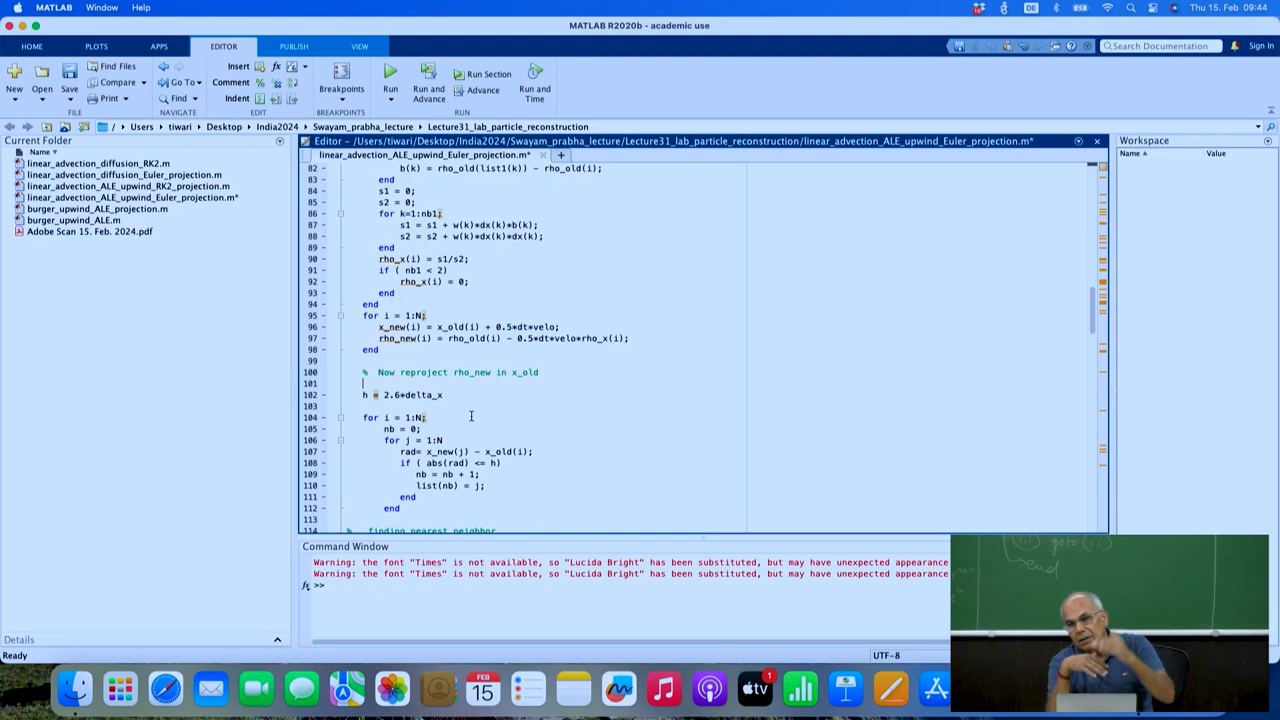 MATLAB Window Help
DE Thu 15. Feb 09:44
MATLAB R2020b - academic use
HOME PLOTS APPS EDITOR PUBLISH VIEW
Search Documentation Sign In
New Open Save Find Files Compare Print Go To Find Insert Comment Indent Breakpoints Run Run and Advance Run Section Advance Run and Time
FILE NAVIGATE EDIT BREAKPOINTS RUN
/ Users tiwari Desktop India2024 Swayam_prabha_lecture Lecture31_lab_particle_reconstruction
Current Folder
Name
linear_advection_diffusion_RK2.m
linear_advection_diffusion_Euler_projection.m
linear_advection_ALE_upwind_RK2_projection.m
linear_advection_ALE_upwind_Euler_projection.m*
burger_upwind_ALE_projection.m
burger_upwind_ALE.m
Adobe Scan 15. Feb. 2024.pdf
Details
Ready
Editor - /Users/tiwari/Desktop/India2024/Swayam_prabha_lecture/Lecture31_lab_particle_reconstruction/linear_advection_ALE_upwind_Euler_projection.m*
linear_advection_ALE_upwind_Euler_projection.m*
82 b(k) = rho_old(list1(k)) - rho_old(i);
83 end
84 s1 = 0;
85 s2 = 0;
86 for k=1:nb1;
87 s1 = s1 + w(k)*dx(k)*b(k);
88 s2 = s2 + w(k)*dx(k)*dx(k);
89 end
90 rho_x(i) = s1/s2;
91 if ( nb1 < 2)
92 rho_x(i) = 0;
93 end
94 end
95 for i = 1:N;
96 x_new(i) = x_old(i) + 0.5*dt*velo;
97 rho_new(i) = rho_old(i) - 0.5*dt*velo*rho_x(i);
98 end
99
100 % Now reproject rho_new in x_old
101
102 h = 2.6*delta_x
103
104 for i = 1:N;
105 nb = 0;
106 for j = 1:N
107 rad= x_new(j) - x_old(i);
108 if ( abs(rad) <= h)
109 nb = nb + 1;
110 list(nb) = j;
111 end
112 end
113
114 % finding nearest neighbor
Command Window
Warning: the font "Times" is not available, so "Lucida Bright" has been substituted, but may have unexpected appearance
Warning: the font "Times" is not available, so "Lucida Bright" has been substituted, but may have unexpected appearance
fx >>
UTF-8
Workspace
Name Value
FEB
15
tv
1
goto (ii)
end